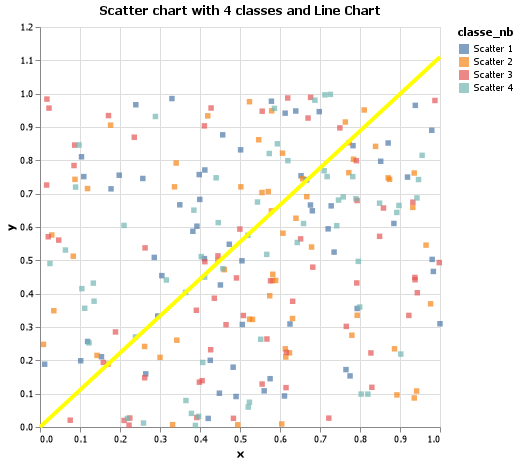 Scatter chart with 4 classes and Line Chart
1.2
1.1
1.0
0.9
0.8
0.7
0.6
0.5
0.4
0.3
0.2
0.1
0.0
y
0.0 0.1 0.2 0.3 0.4 0.5 0.6 0.7 0.8 0.9 1.0
x
classe_nb
Scatter 1
Scatter 2
Scatter 3
Scatter 4